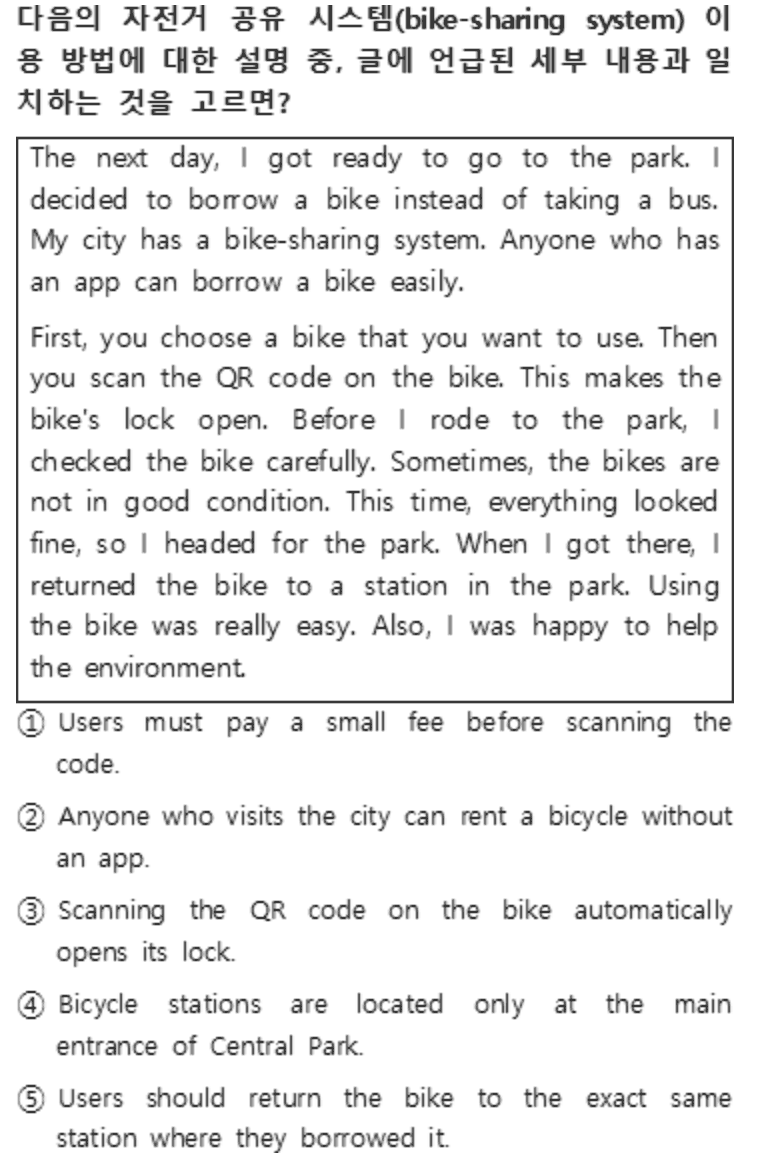 다음의 자전거 공유 시스템(bike-sharing system) 이
용 방법에 대한 설명 중, 글에 언급된 세부 내용과 일
치하는 것을 고르면?
The next day, I got ready to go to the park. I
decided to borrow a bike instead of taking a bus.
My city has a bike-sharing system. Anyone who has
an app can borrow a bike easily.
First, you choose a bike that you want to use. Then
you scan the QR code on the bike. This makes the
bike's lock open. Before I rode to the park, I
checked the bike carefully. Sometimes, the bikes are
not in good condition. This time, everything looked
fine, so I headed for the park. When I got there, I
returned the bike to a station in the park. Using
the bike was really easy. Also, I was happy to help
the environment.
① Users must pay a small fee before scanning the
code.
② Anyone who visits the city can rent a bicycle without
an app.
③ Scanning the QR code on the bike automatically
opens its lock.
④ Bicycle stations are located only at the main
entrance of Central Park.
⑤ Users should return the bike to the exact same
station where they borrowed it.